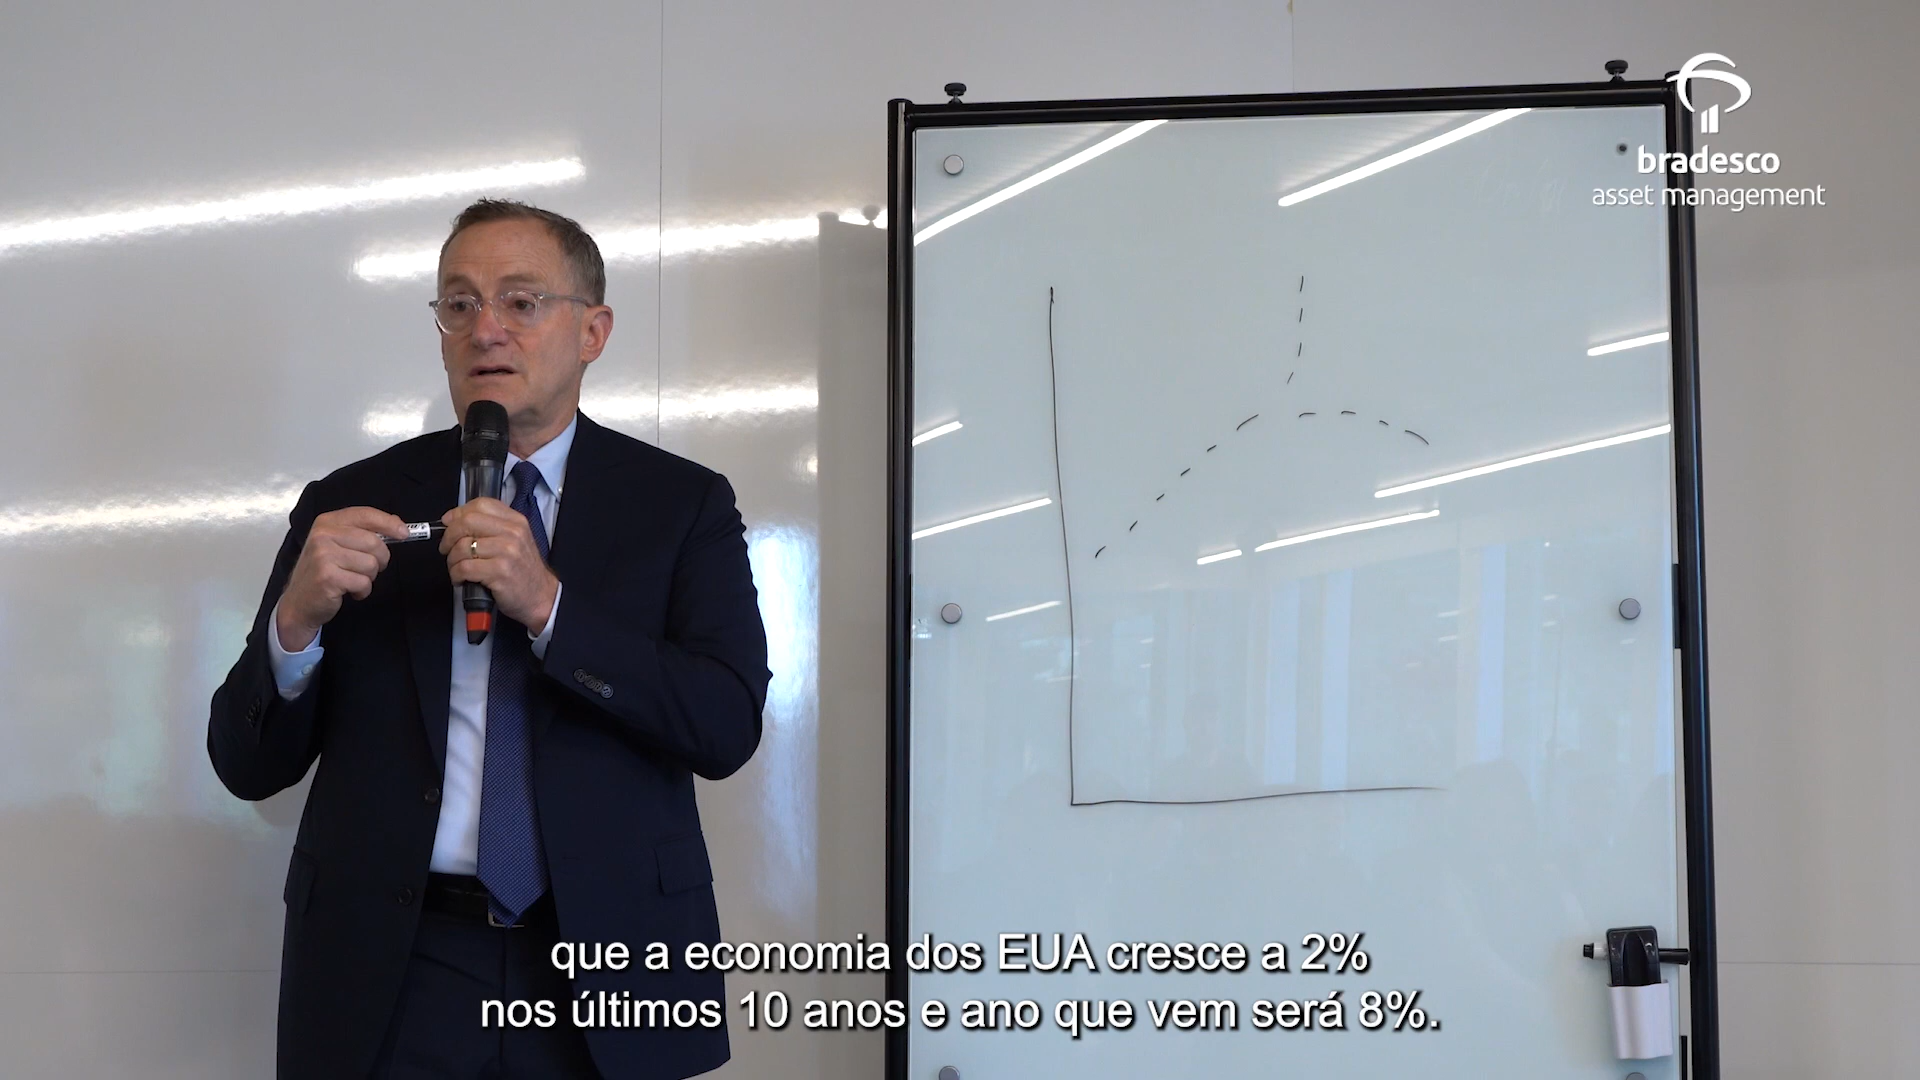 bradesco
asset management
que a economia dos EUA cresce a 2%
nos últimos 10 anos e ano que vem será 8%.